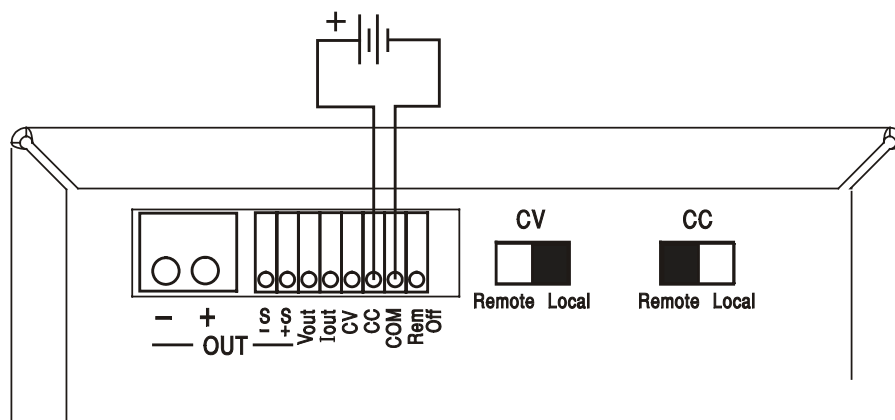 +
CV
CC
Remote Local
Remote Local
- +
OUT
S -
S +
Vout
Iout
CV
CC
COM
Rem Off